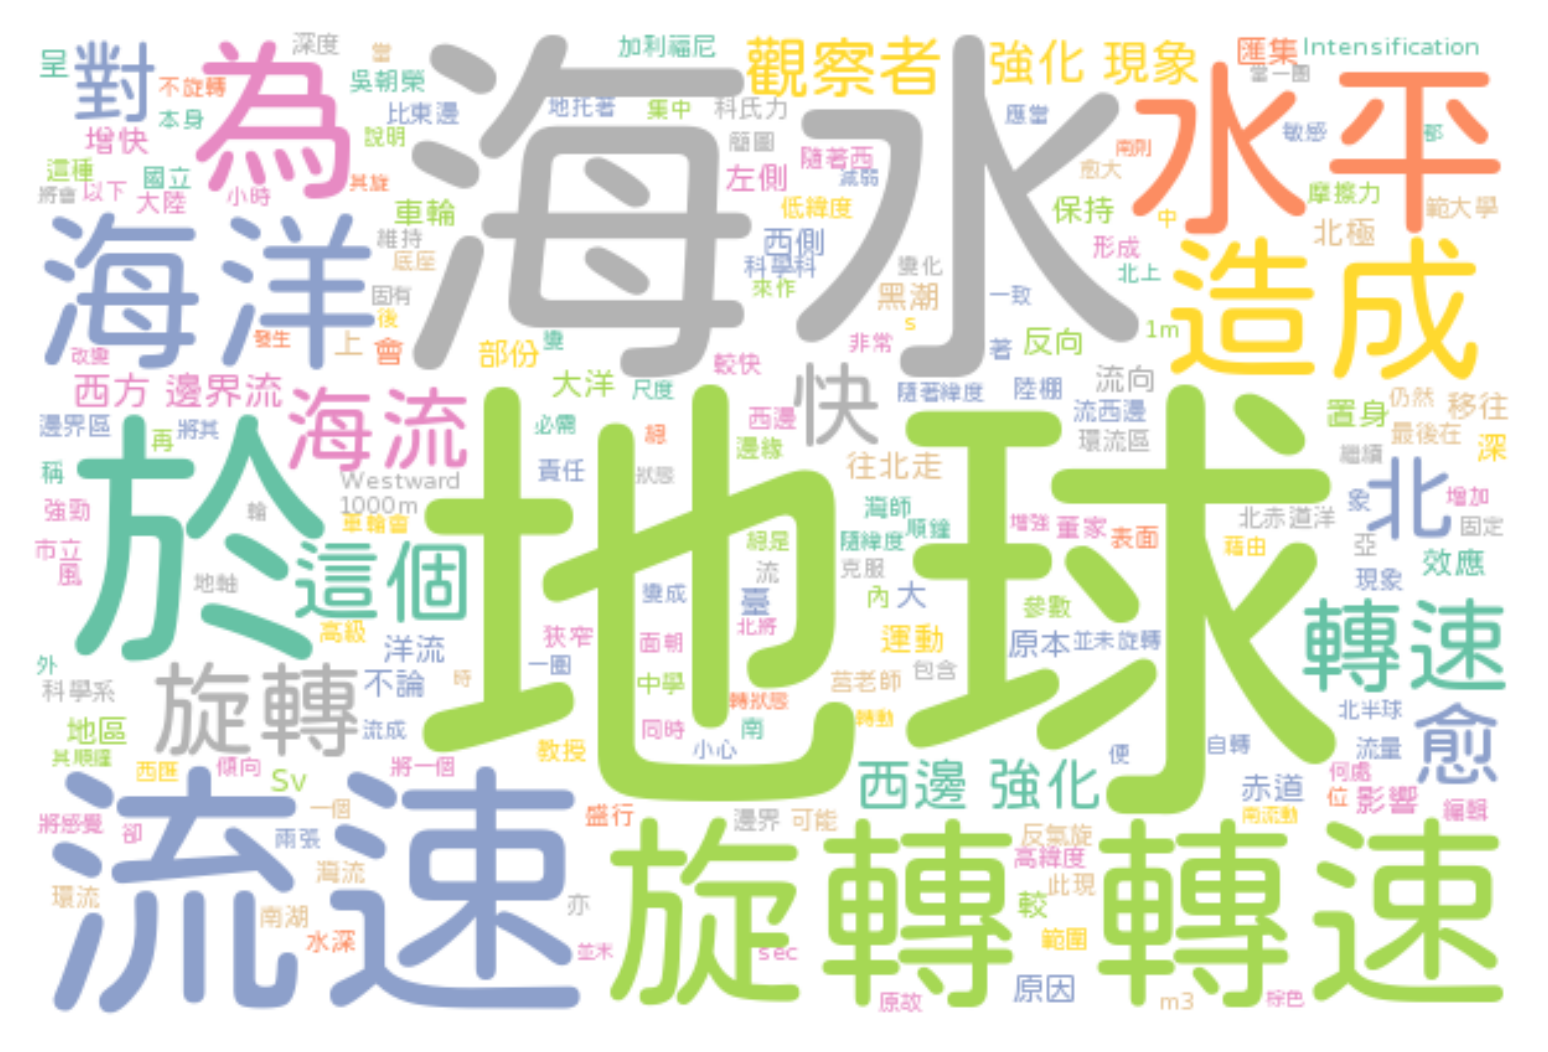 呈
對
不旋轉
本身
增快
為
深度
當
吳朝榮
比東邊
說明
這種
國立
將會
以下
大陸
小時
其旋
車輪
維持
底座
海水
地托著
加利福尼
集中
科氏力
簡圖
觀察者
強化 現象
匯集
當一團
Intensification
應當
隨著西
減弱
左側
低緯度
西側
科學科
來作
變化
黑潮
s
保持
愈大
南則
中
形成
北上
一致
水平
敏感
摩擦力
範大學
北極
海洋
固有
後
發生
上
會
改變
部份
變
非常
著
反向
1m
造成
西方 邊界流
海流
大洋
尺度
較快
快
隨著緯度
陸棚
流向
流西邊
環流區
置身
仍然
移往
最後在
深
繼續
邊界區
再
將其
稱
必需
西邊
邊緣
往北走
於
Westward
1000m
車輪會
責任
狀態
地球
強勁
市立
風
輪
地軸
這個
高級
灣師
順鐘
隨緯度
克服
流
增強
董家
表面
北赤道洋
藉由
象
北
增加
固定
亞
現象
效應
變成
臺
北將
內
大
參數
狹窄
面朝
運動
原本
並未旋轉
轉速
洋流
一團
外
科學系
旋轉
不論
時
中學
轉狀態
莒老師
包含
轉動
地區
其順鐘
流成
同時
南
小心
教授
便
自轉
北半球
流量
愈
西匯
傾向
Sv
將一個
西邊 強化
赤道
何處
位
影響
編輯
南流動
將感覺
卻
一個
兩張
盛行
邊界
可能
反氣旋
高緯度
此現
流速
灣流
環流
南湖
水深
亦
並未
旋轉轉速
較
範圍
sec
原故
原因
m3
棕色